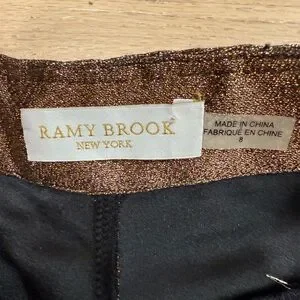 RAMY BROOK
NEW YORK
MADE IN CHINA
FABRIQUÉ EN CHINE
8